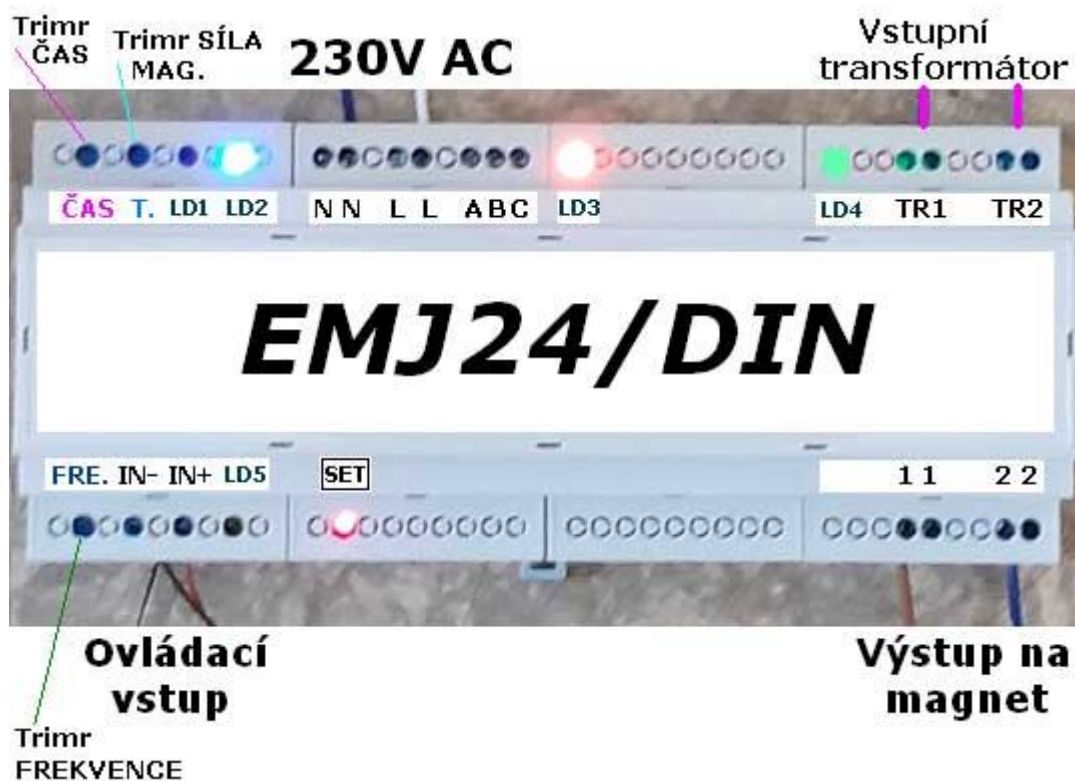 Trimr
ČAS
Trimr SÍLA
MAG.
230V AC
Vstupní
transformátor
ČAS T. LD1 LD2
N N L L A B C
LD3
LD4 TR1 TR2
EMJ24/DIN
FRE. IN- IN+ LD5
SET
1 1 2 2
Ovládací
vstup
Výstup na
magnet
Trimr
FREKVENCE